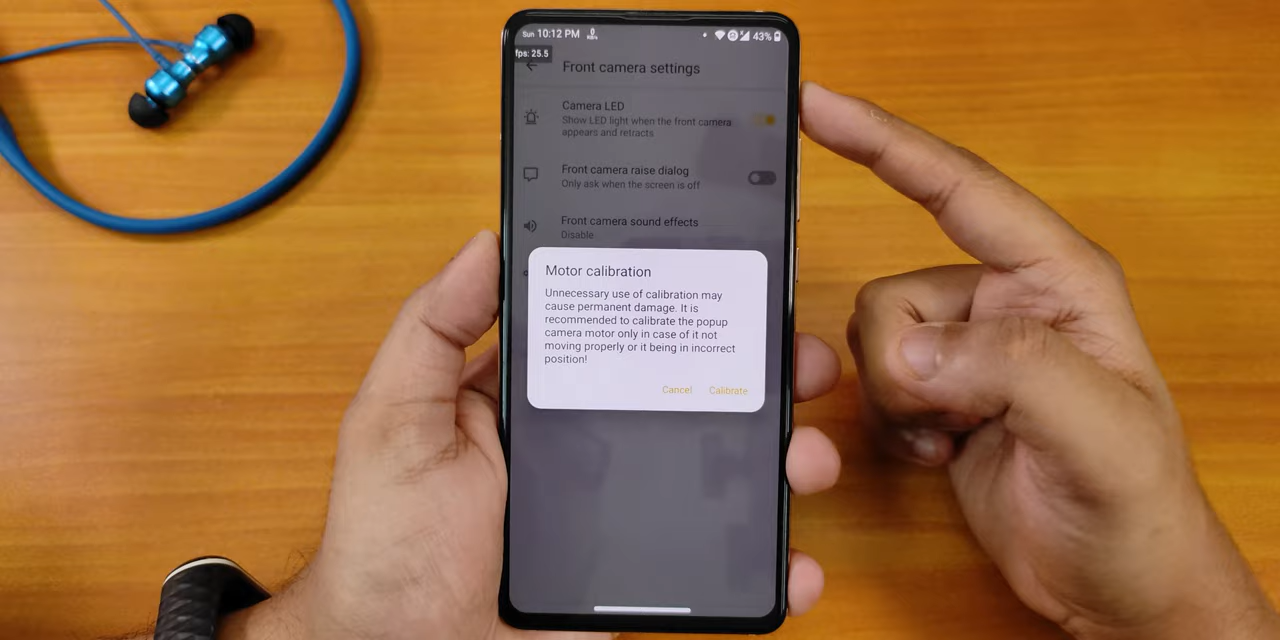 Sun 10:12 PM 0 KB/s 43%
fps: 25.5
Front camera settings
Camera LED
Show LED light when the front camera
appears and retracts
Front camera raise dialog
Only ask when the screen is off
Front camera sound effects
Disable
Motor calibration
Unnecessary use of calibration may
cause permanent damage. It is
recommended to calibrate the popup
camera motor only in case of it not
moving properly or it being in incorrect
position!
Cancel Calibrate